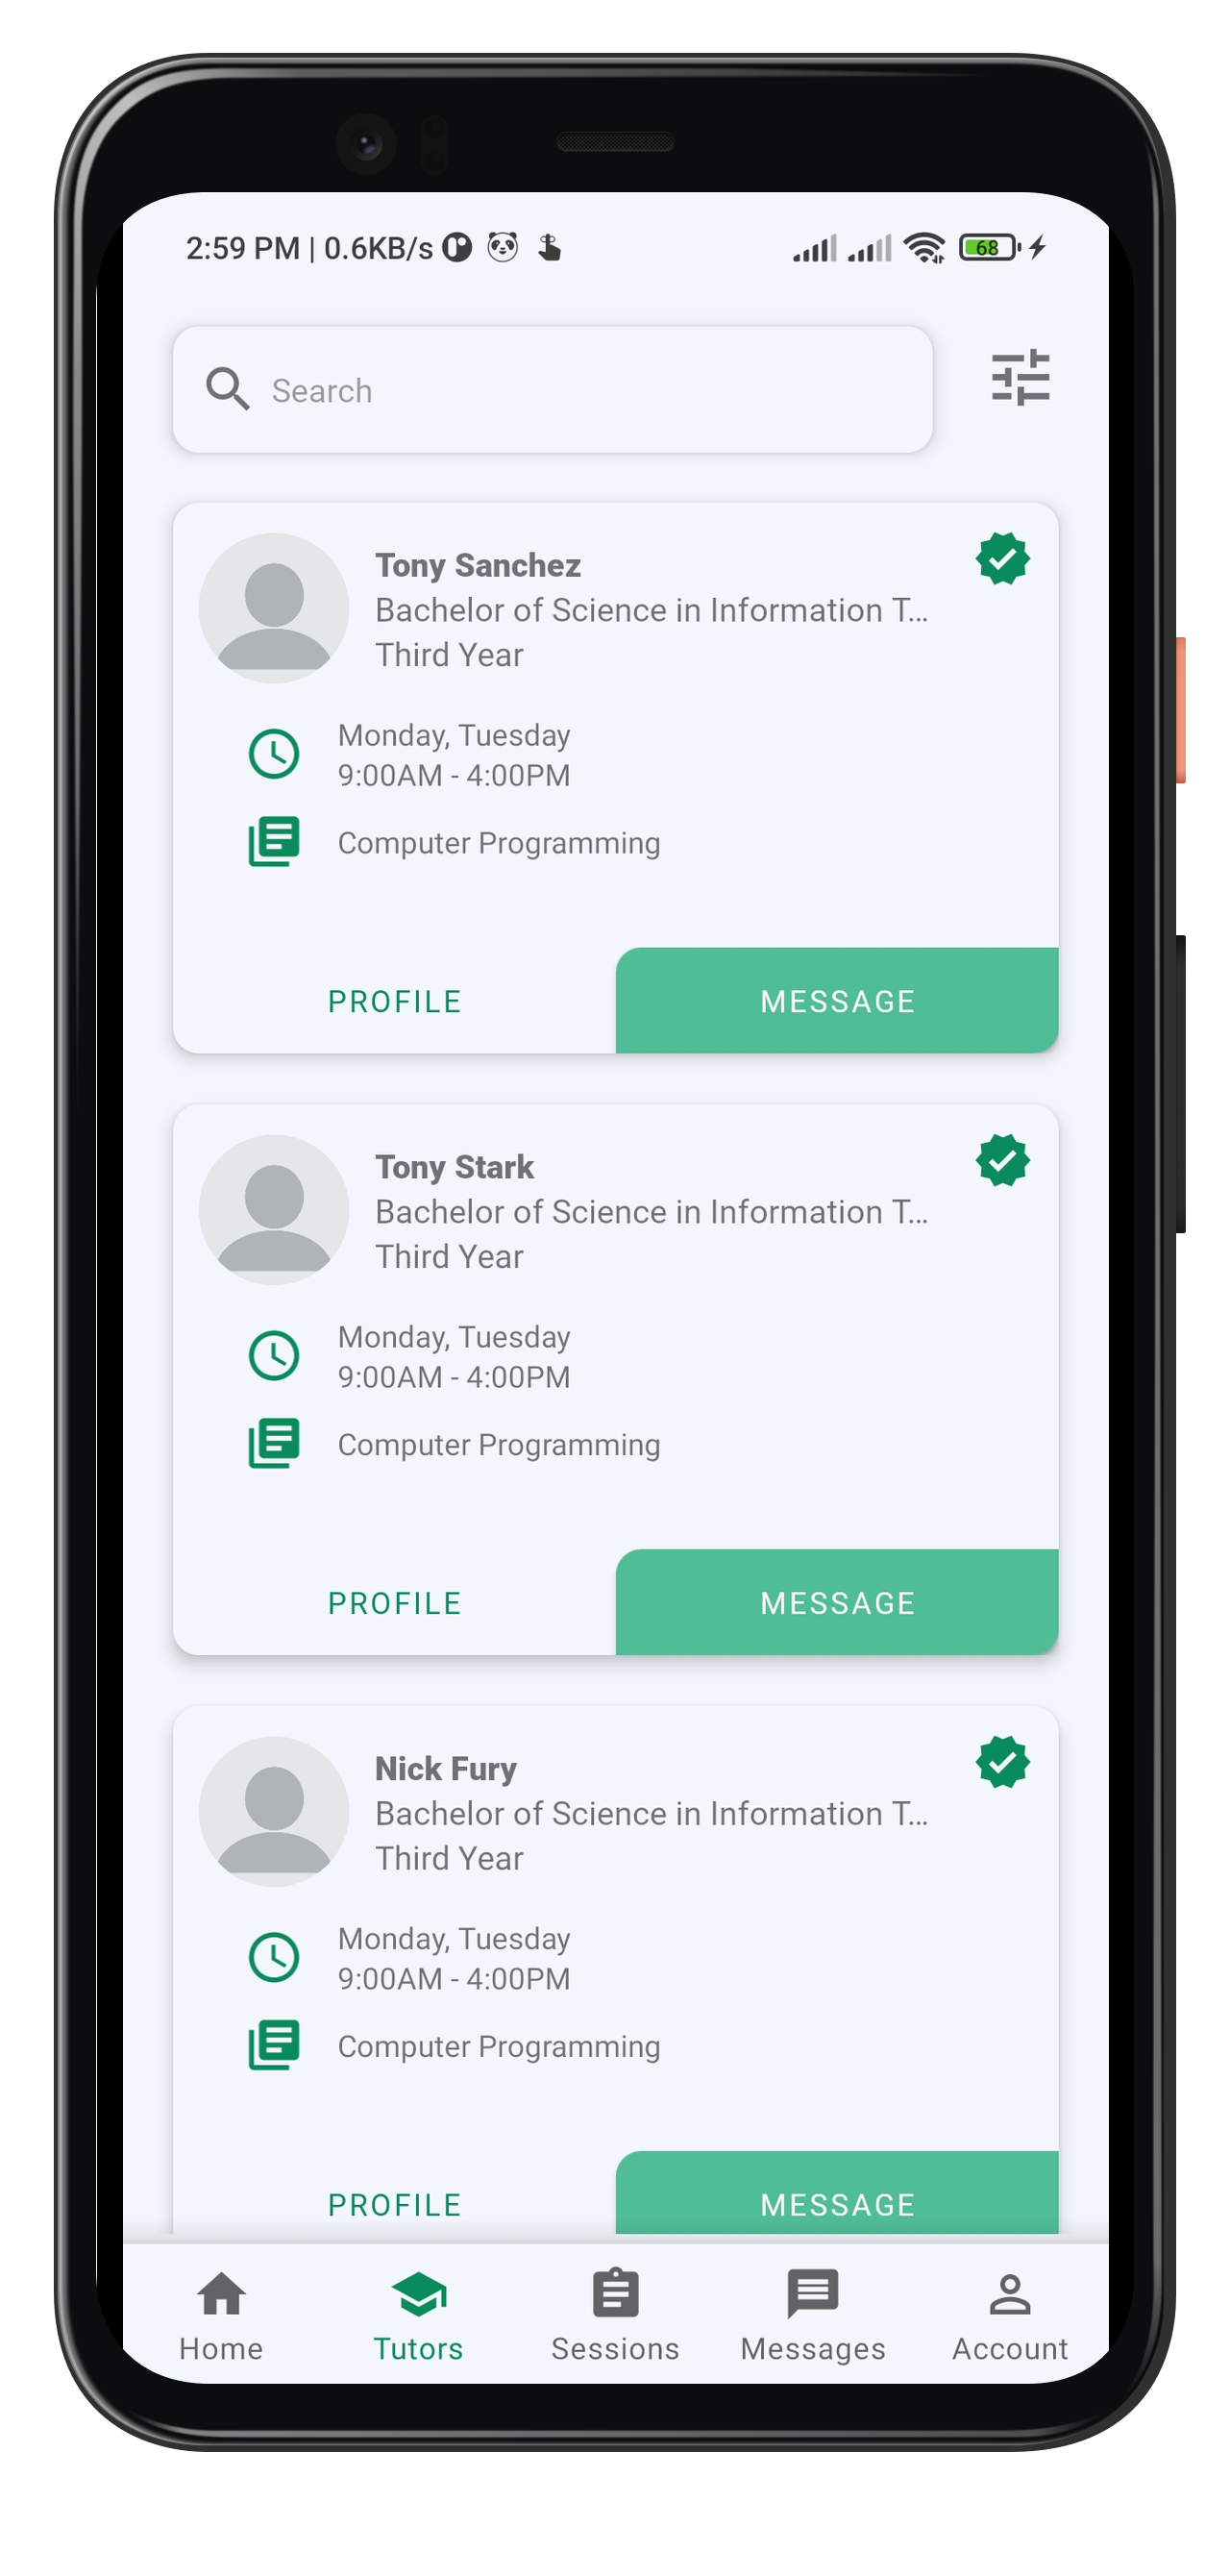 2:59 PM | 0.6KB/s
68
Search
Tony Sanchez
Bachelor of Science in Information T...
Third Year
Monday, Tuesday
9:00AM - 4:00PM
Computer Programming
PROFILE MESSAGE
Tony Stark
Bachelor of Science in Information T...
Third Year
Monday, Tuesday
9:00AM - 4:00PM
Computer Programming
PROFILE MESSAGE
Nick Fury
Bachelor of Science in Information T...
Third Year
Monday, Tuesday
9:00AM - 4:00PM
Computer Programming
PROFILE MESSAGE
Home Tutors Sessions Messages Account